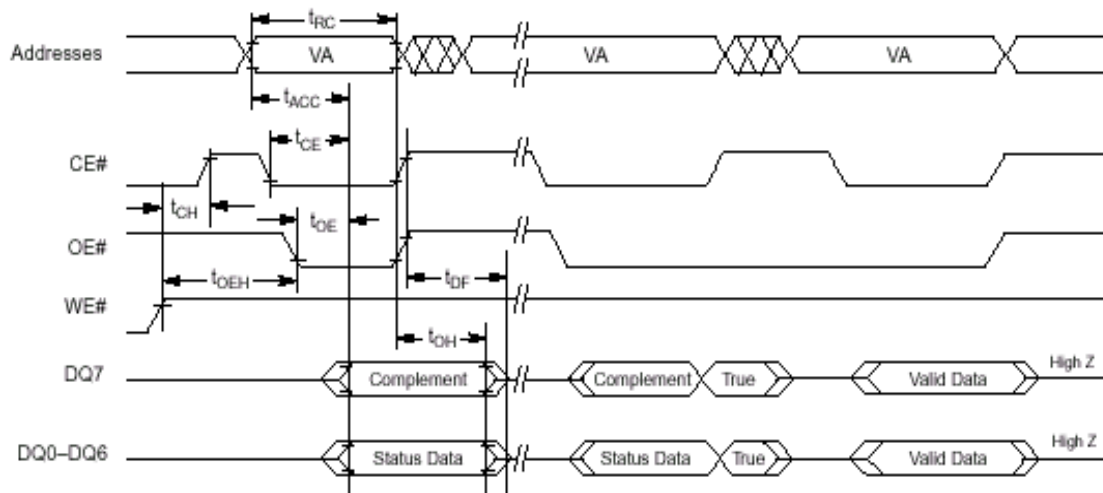 tRC
Addresses VA VA VA
tACC
tCE
CE#
tCH tOE
OE#
tOEH tDF
WE#
tOH
DQ7 Complement Complement True Valid Data High Z
DQ0–DQ6 Status Data Status Data True Valid Data High Z